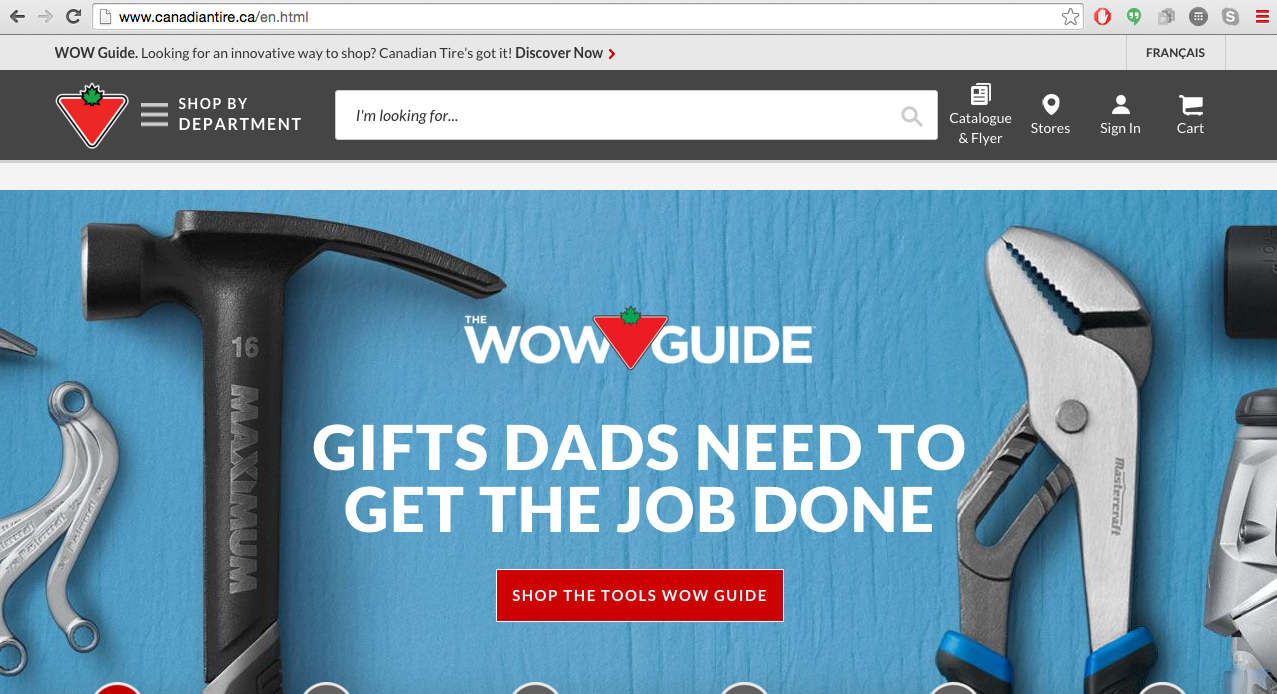 www.canadiantire.ca/en.html
WOW Guide. Looking for an innovative way to shop? Canadian Tire's got it! Discover Now
FRANÇAIS
SHOP BY
DEPARTMENT
I'm looking for...
Catalogue
& Flyer
Stores
Sign In
Cart
THE
WOW GUIDE
16
MAXIMUM
Mastercraft
GIFTS DADS NEED TO
GET THE JOB DONE
SHOP THE TOOLS WOW GUIDE